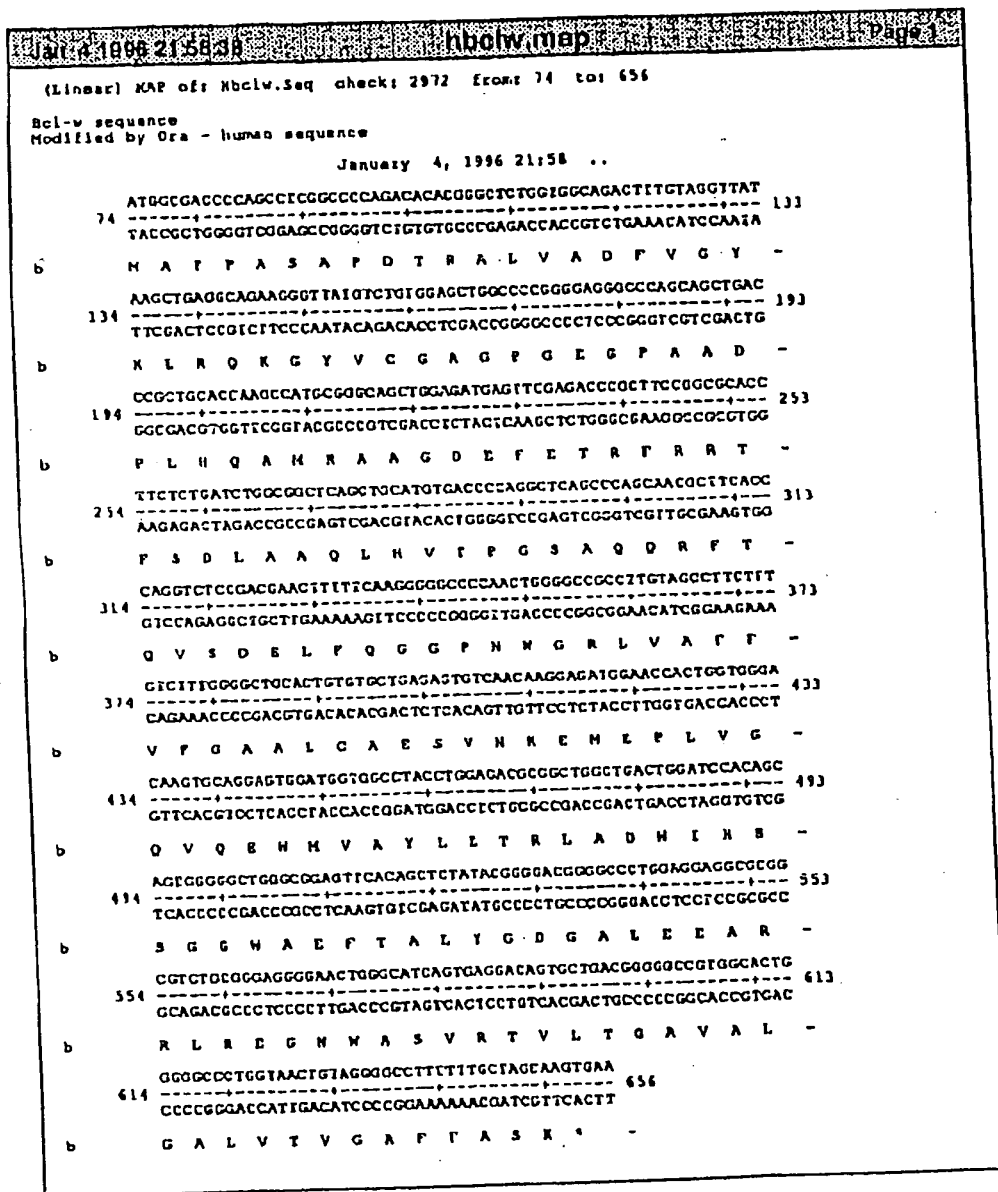 Jan 4 1996 21:58:39 hbclw.map Page 1
(Linear) MAP of: Hbclw.Seq check: 2972 from: 74 to: 656
Bcl-w sequence
Modified by Ora - human sequence
January 4, 1996 21:58 ..
ATGGCGACCCCAGCCTCGGCCCCAGACACACGGGCTCTGGTGGCAGACTTTGTAGGTTAT
74 ------+---------+---------+---------+---------+---------+--- 133
TACCGCTGGGGTCGGAGCCGGGGTCTGTGTGCCCGAGACCACCGTCTGAAACATCCAATA
b M A T P A S A P D T R A L V A D F V G Y -
AAGCTGAGGCAGAAGGGTTATGTCTGTGGAGCTGGCCCCGGGGAGGGCCCAGCAGCTGAC
134 ------+---------+---------+---------+---------+---------+--- 193
TTCGACTCCGTCTTCCCAATACAGACACCTCGACCGGGGCCCCTCCCGGGTCGTCGACTG
b K L R Q K G Y V C G A G P G E G P A A D -
CCGCTGCACCAAGCCATGCGGGCAGCTGGAGATGAGTTCGAGACCCGCTTCCGGCGCACC
194 ------+---------+---------+---------+---------+---------+--- 253
GGCGACGTGGTTCGGTACGCCCGTCGACCTCTACTCAAGCTCTGGGCGAAGGCCGCGTGG
b P L H Q A M R A A G D E F E T R F R R T -
TTCTCTGATCTGGCGGCTCAGCTGCATGTGACCCCAGGCTCAGCCCAGCAACGCTTCACC
254 ------+---------+---------+---------+---------+---------+--- 313
AAGAGACTAGACCGCCGAGTCGACGTACACTGGGGTCCGAGTCGGGTCGTTGCGAAGTGG
b F S D L A A Q L H V T P G S A Q Q R F T -
CAGGTCTCCGACGAACTTTTTCAAGGGGGCCCCAACTGGGGCCGCCTTGTAGCCTTCTTT
314 ------+---------+---------+---------+---------+---------+--- 373
GTCCAGAGGCTGCTTGAAAAAGTTCCCCCGGGGTTGACCCCGGCGGAACATCGGAAGAAA
b Q V S D E L F Q G G P N W G R L V A F F -
GTCTTTGGGGCTGCACTGTGTGCTGAGAGTGTCAACAAGGAGATGGAACCACTGGTGGGA
374 ------+---------+---------+---------+---------+---------+--- 433
CAGAAACCCCGACGTGACACACGACTCTCACAGTTGTTCCTCTACCTTGGTGACCACCCT
b V F G A A L C A E S V N K E M E P L V G -
CAAGTGCAGGAGTGGATGGTGGCCTACCTGGAGACGCGGCTGGCTGACTGGATCCACAGC
434 ------+---------+---------+---------+---------+---------+--- 493
GTTCACGTCCTCACCTACCACCGGATGGACCTCTGCGCCGACCGACTGACCTAGGTGTCG
b Q V Q E W M V A Y L E T R L A D W I H S -
AGTGGGGGCTGGGCGGAGTTCACAGCTCTATACGGGGACGGGGCCCTGGAGGAGGCGCGG
494 ------+---------+---------+---------+---------+---------+--- 553
TCACCCCCGACCCGCCTCAAGTGTCGAGATATGCCCCTGCCCCGGGACCTCCTCCGCGCC
b S G G W A E F T A L Y G D G A L E E A R -
CGTCTGCGGGAGGGGAACTGGGCATCAGTGAGGACAGTGCTGACGGGGGCCGTGGCACTG
554 ------+---------+---------+---------+---------+---------+--- 613
GCAGACGCCCTCCCCTTGACCCGTAGTCACTCCTGTCACGACTGCCCCCGGCACCGTGAC
b R L R E G N W A S V R T V L T G A V A L -
GGGGCCCTGGTAACTGTAGGGGCCTTTTTTGCTAGCAAGTGAA
614 ------+---------+---------+---------+------ 656
CCCCGGGACCATTGACATCCCCGGAAAAAACGATCGTTCACTT
b G A L V T V G A F F A S K * -